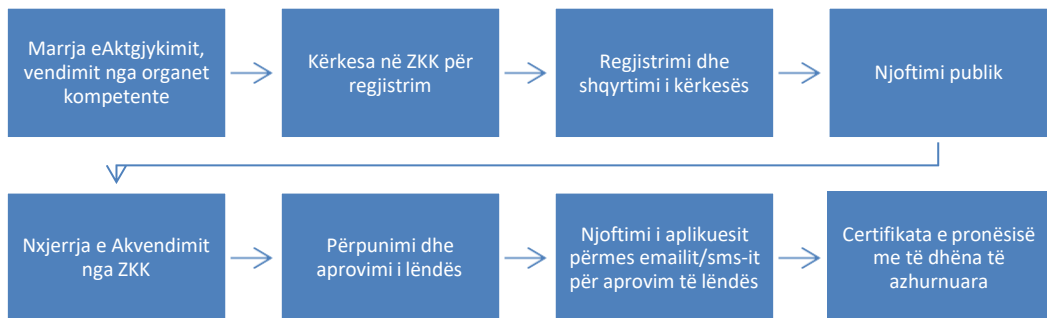 Marrja eAktgjykimit,
vendimit nga organet
kompetente
Kërkesa në ZKK për
regjistrim
Regjistrimi dhe
shqyrtimi i kërkesës
Njoftimi publik
Nxjerrja e Akvendimit
nga ZKK
Përpunimi dhe
aprovimi i lëndës
Njoftimi i aplikuesit
përmes emailit/sms-it
për aprovim të lëndës
Certifikata e pronësisë
me të dhëna të
azhurnuara